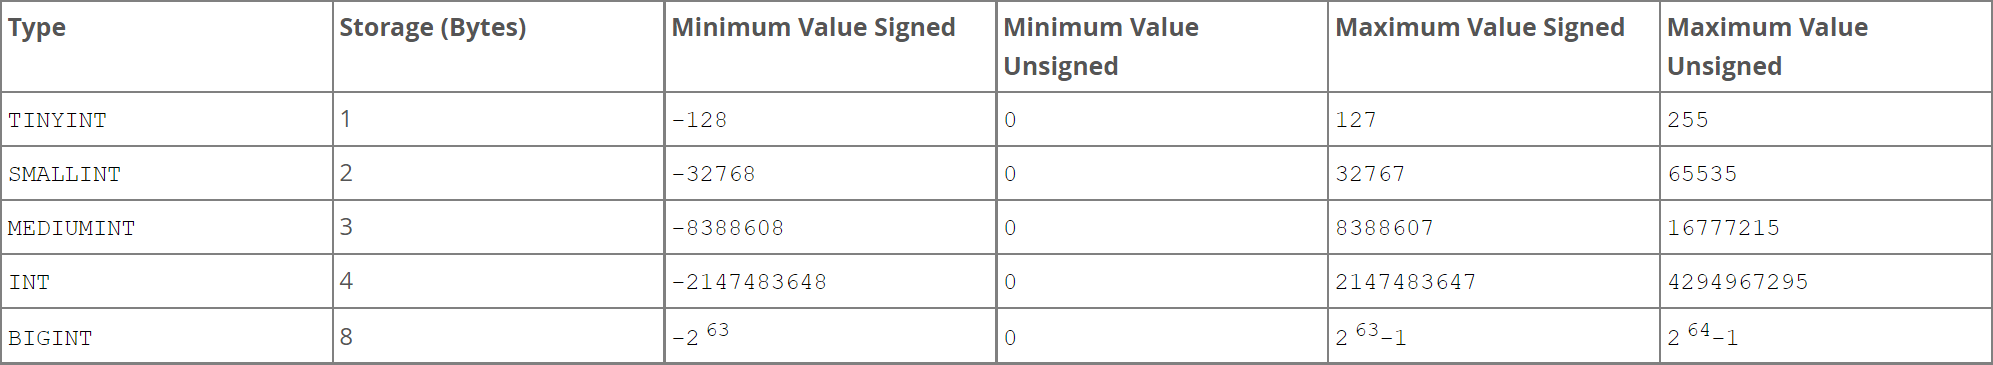 Type Storage (Bytes) Minimum Value Signed Minimum Value Unsigned Maximum Value Signed Maximum Value Unsigned
TINYINT 1 -128 0 127 255
SMALLINT 2 -32768 0 32767 65535
MEDIUMINT 3 -8388608 0 8388607 16777215
INT 4 -2147483648 0 2147483647 4294967295
BIGINT 8 -2^63 0 2^63-1 2^64-1